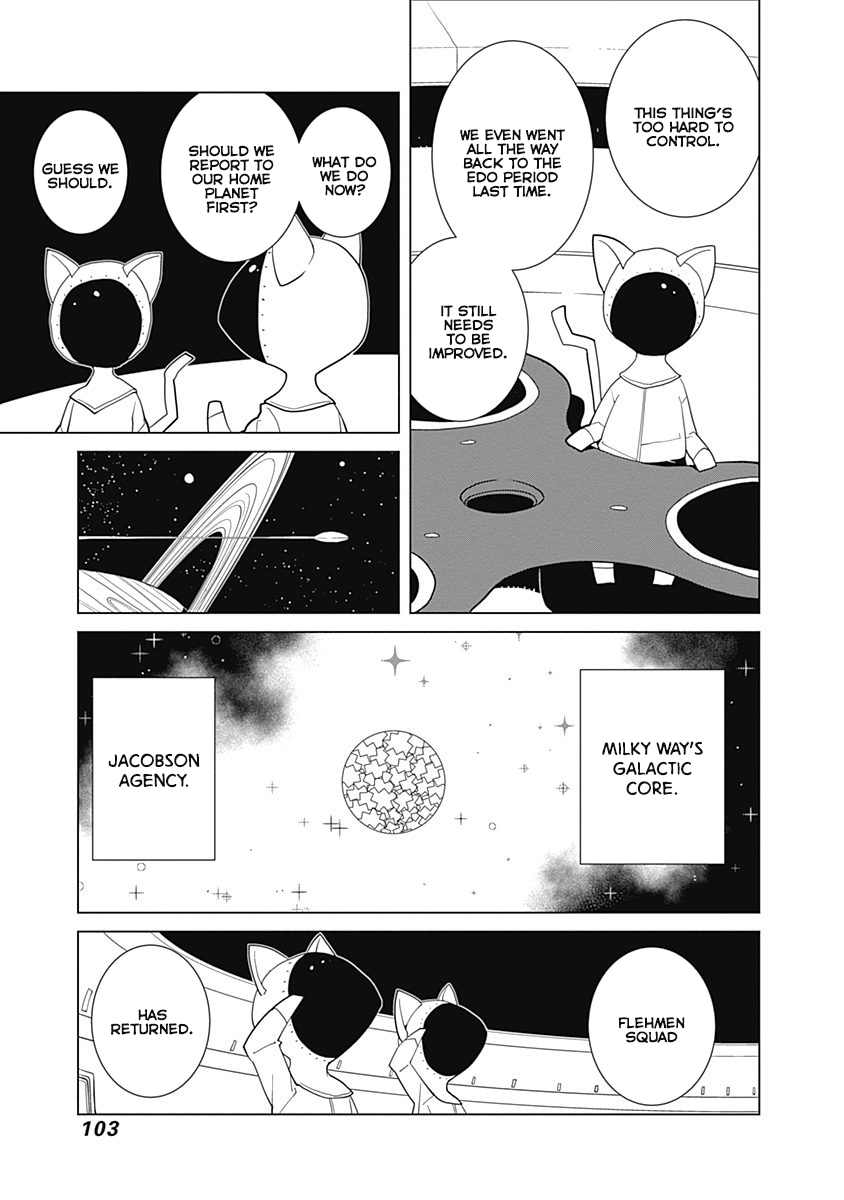 THIS THING'S
TOO HARD TO
CONTROL.
WE EVEN WENT
ALL THE WAY
BACK TO THE
EDO PERIOD
LAST TIME.
IT STILL
NEEDS
TO BE
IMPROVED.
WHAT DO
WE DO
NOW?
SHOULD WE
REPORT TO
OUR HOME
PLANET
FIRST?
GUESS WE
SHOULD.
MILKY WAY'S
GALACTIC
CORE.
JACOBSON
AGENCY.
FLEHMEN
SQUAD
HAS
RETURNED.
103